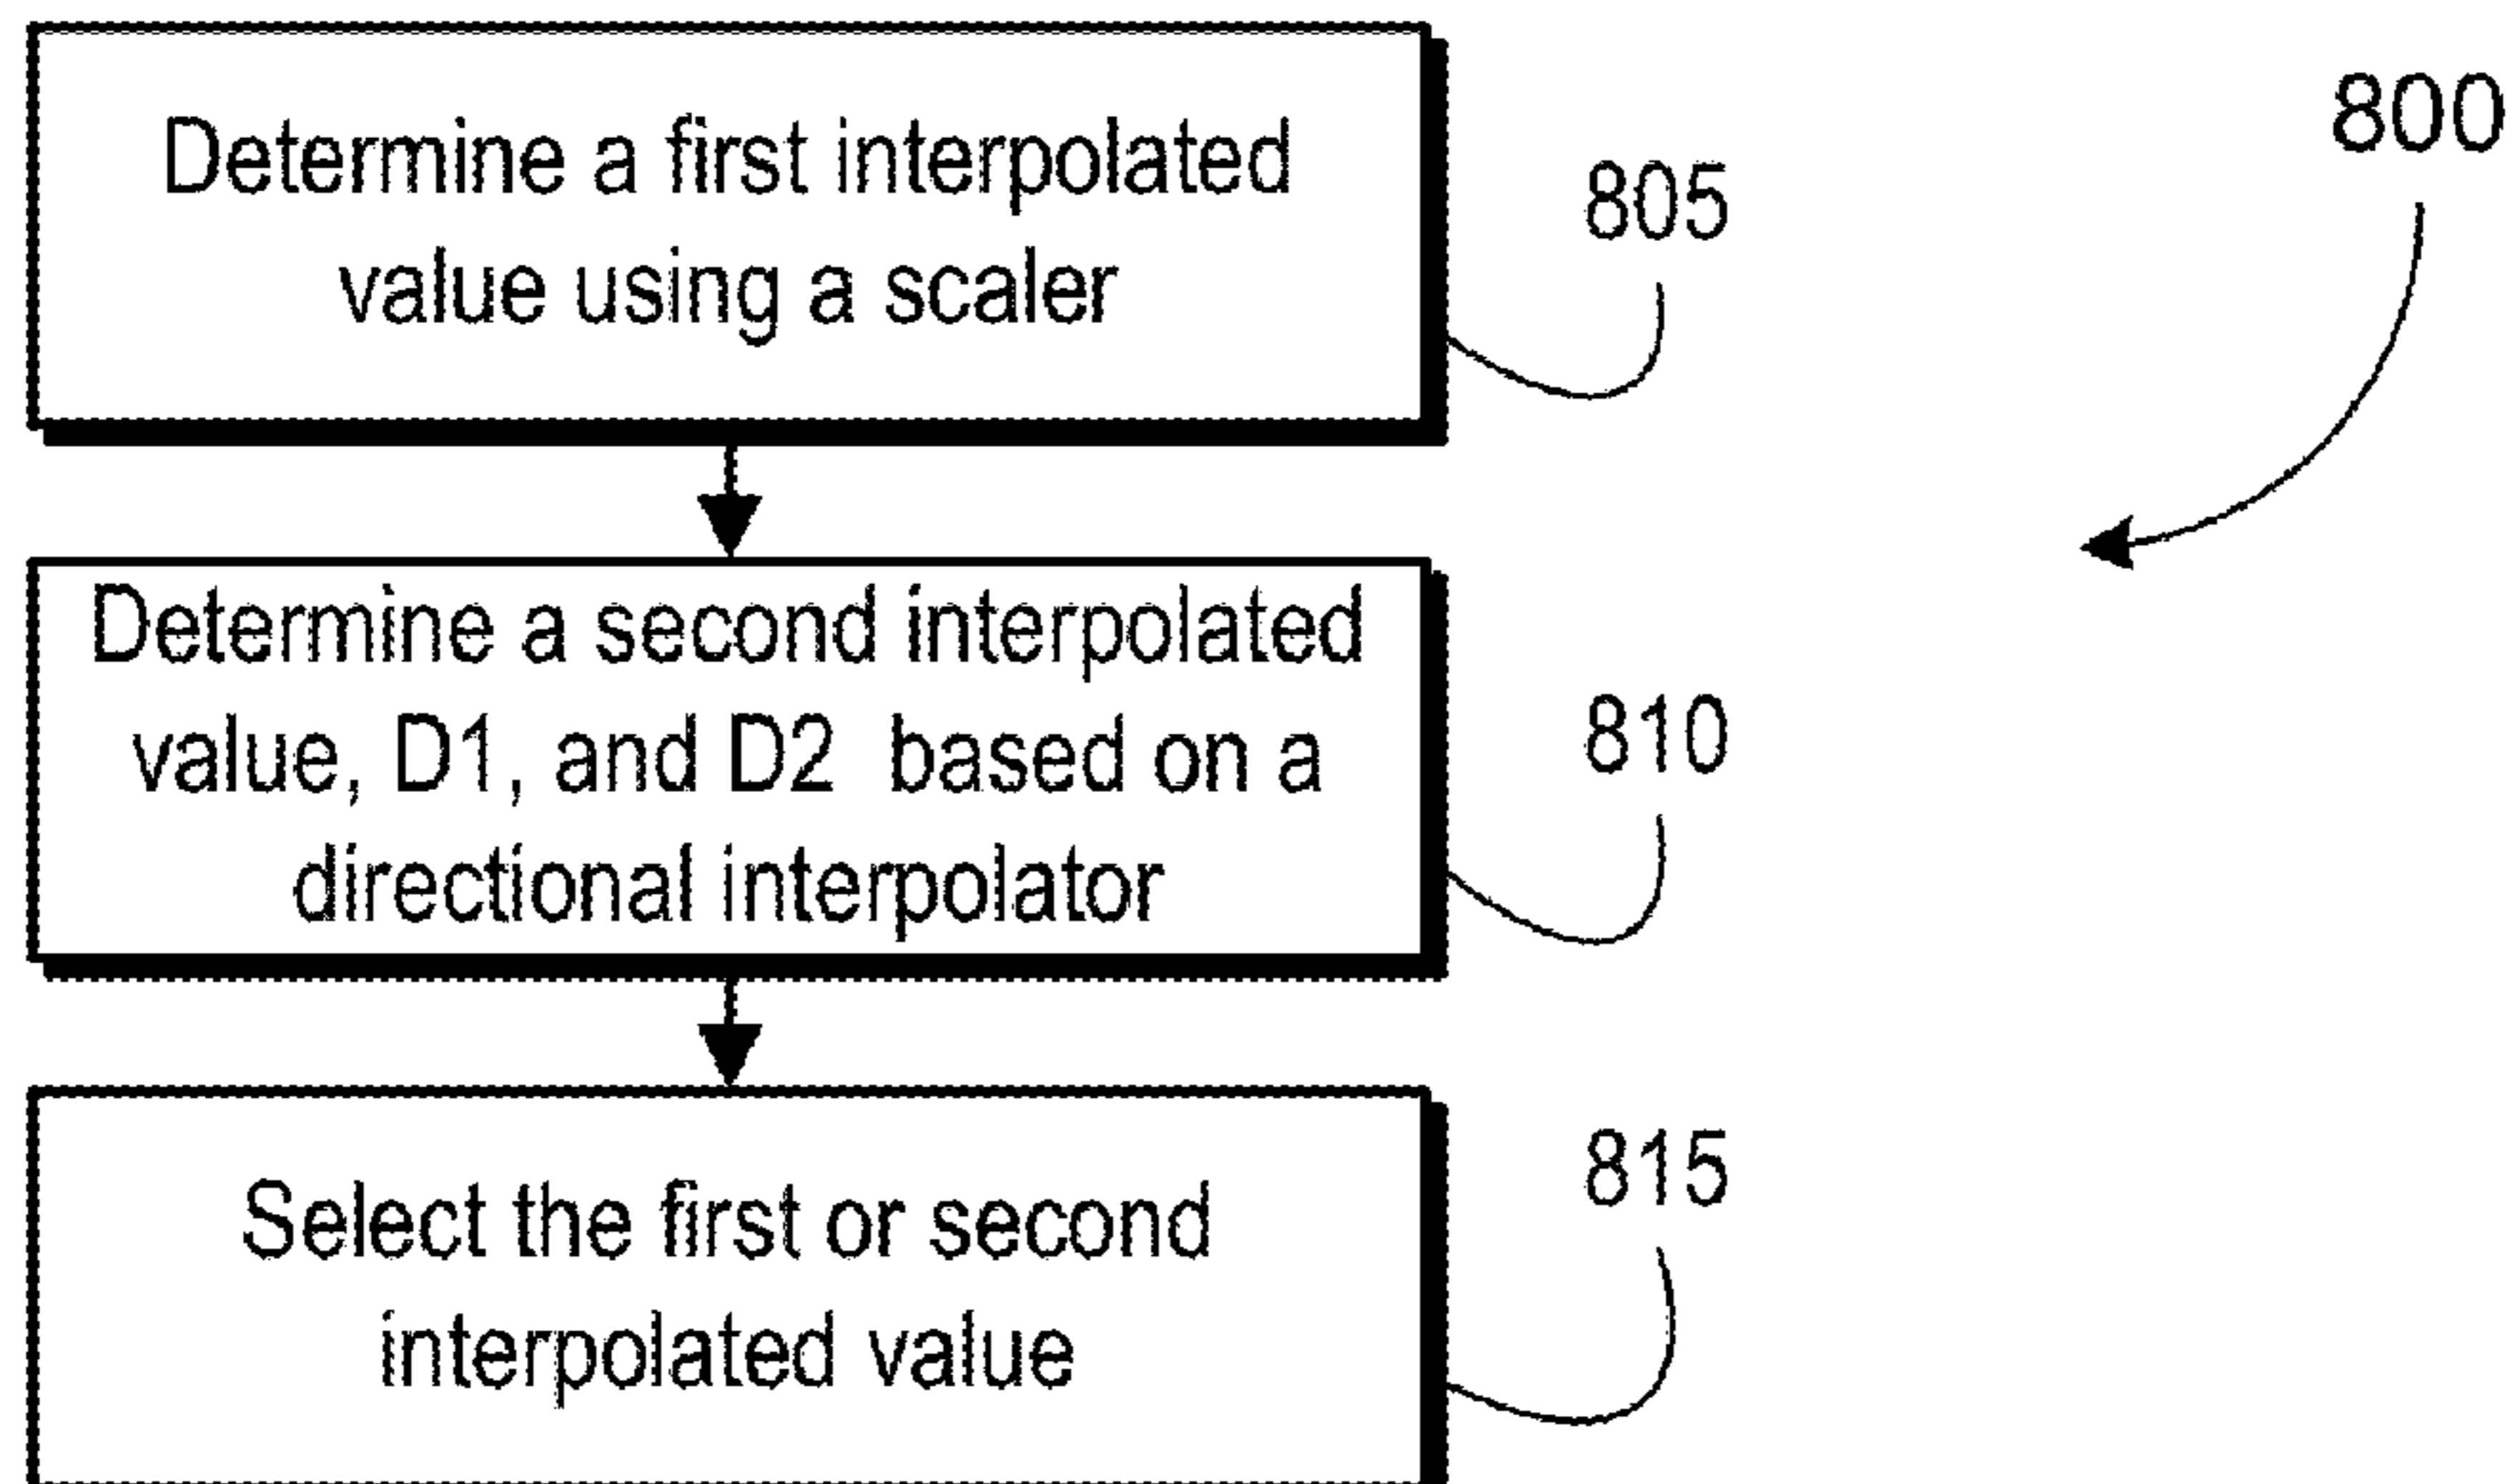 800
Determine a first interpolated
value using a scaler
805
Determine a second interpolated
value, D1, and D2 based on a
directional interpolator
810
Select the first or second
interpolated value
815